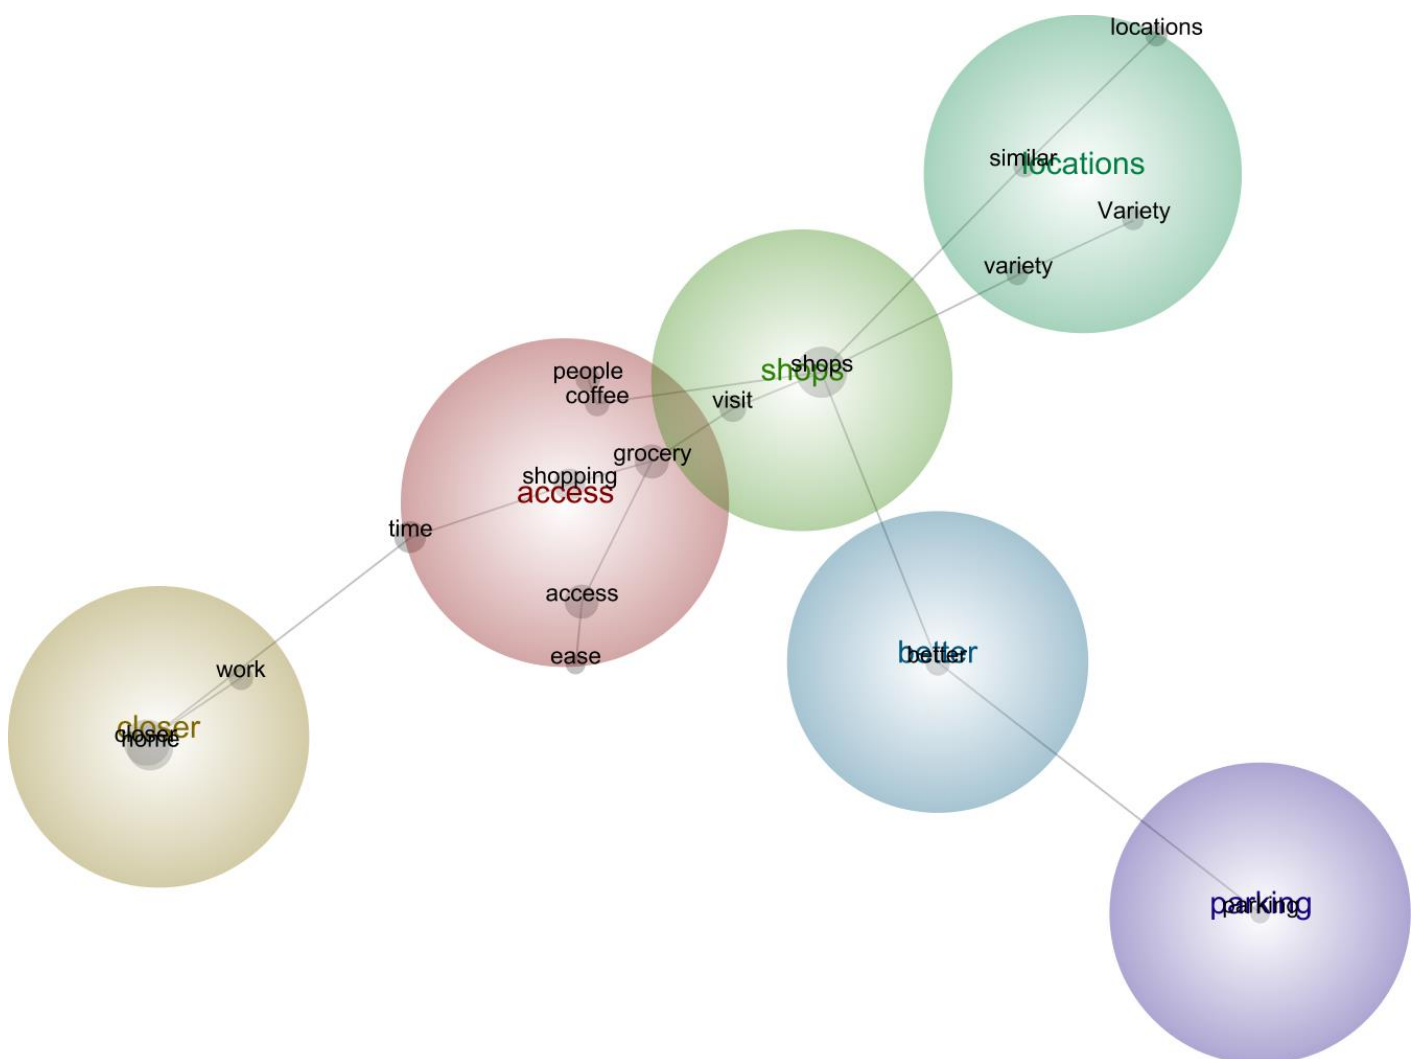 locations
similar
locations
Variety
variety
people
coffee
shops
shops
visit
grocery
shopping
access
time
access
ease
better
better
work
closer
closer
home
parking
parking